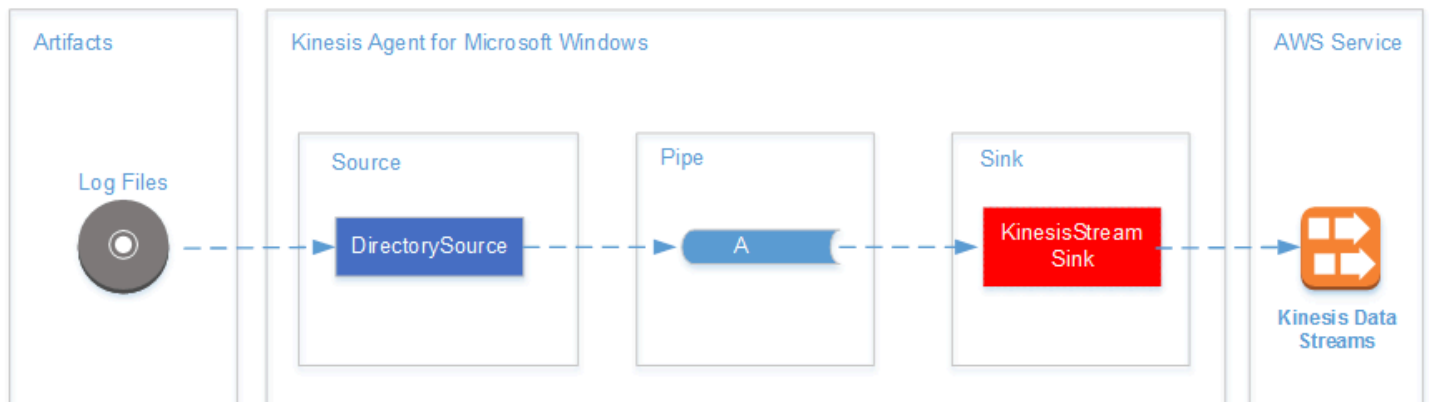 Artifacts
Kinesis Agent for Microsoft Windows
AWS Service
Source
Pipe
Sink
Log Files
DirectorySource
A
KinesisStream
Sink
Kinesis Data
Streams